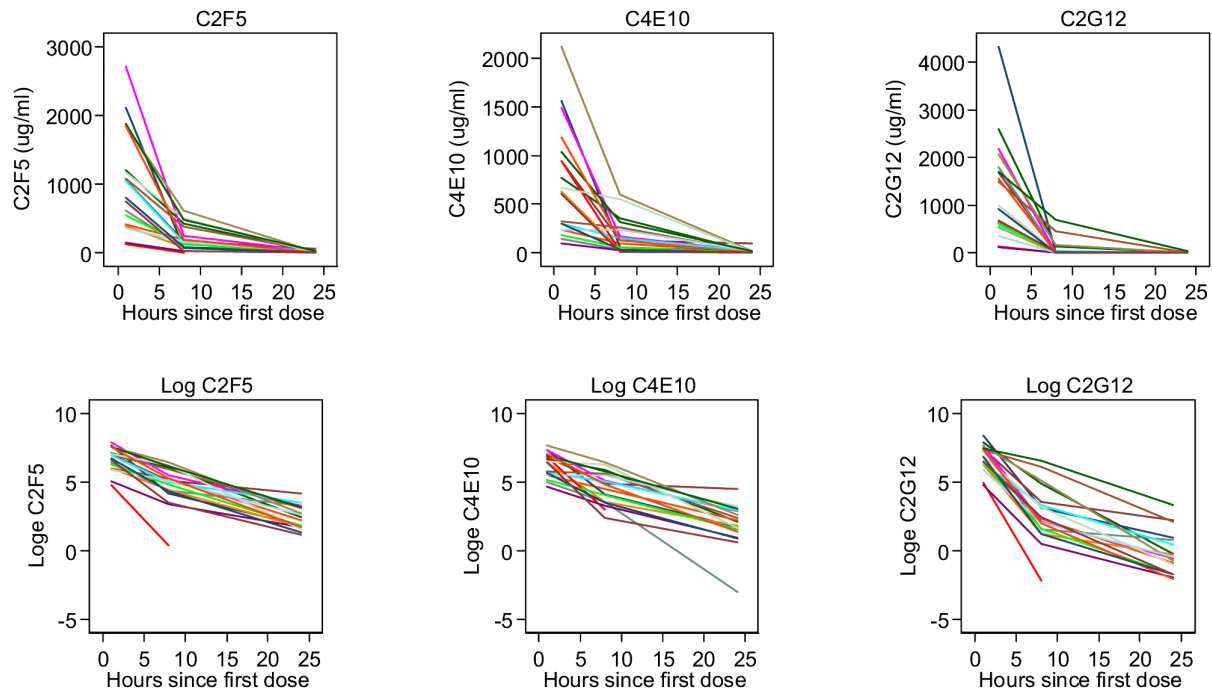 C2F5 C4E10 C2G12
C2F5 (ug/ml)
3000
2000
1000
0
0 5 10 15 20 25
Hours since first dose
C4E10 (ug/ml)
2000
1500
1000
500
0
0 5 10 15 20 25
Hours since first dose
C2G12 (ug/ml)
4000
3000
2000
1000
0
0 5 10 15 20 25
Hours since first dose
Log C2F5 Log C4E10 Log C2G12
Loge C2F5
10
5
0
-5
0 5 10 15 20 25
Hours since first dose
Loge C4E10
10
5
0
-5
0 5 10 15 20 25
Hours since first dose
Loge C2G12
10
5
0
-5
0 5 10 15 20 25
Hours since first dose